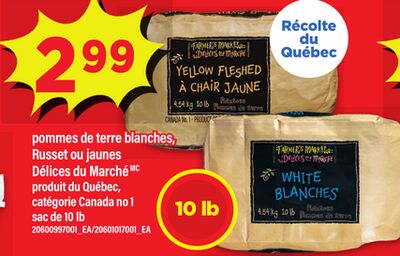 2.99
Récolte
du
Québec
FARMER'S MARKET
DÉLICES DU MARCHÉ
YELLOW FLESHED
À CHAIR JAUNE
4,54 kg 10 lb
Potatoes
Pommes de terre
CANADA No. 1 - PRODUCT
pommes de terre blanches,
Russet ou jaunes
Délices du Marché MC
produit du Québec,
catégorie Canada no 1
sac de 10 lb
20600997001_EA/20601017001_EA
10 lb
FARMER'S MARKET
DÉLICES DU MARCHÉ
WHITE
BLANCHES
4,54 kg 10 lb
Potatoes
Pommes de terre